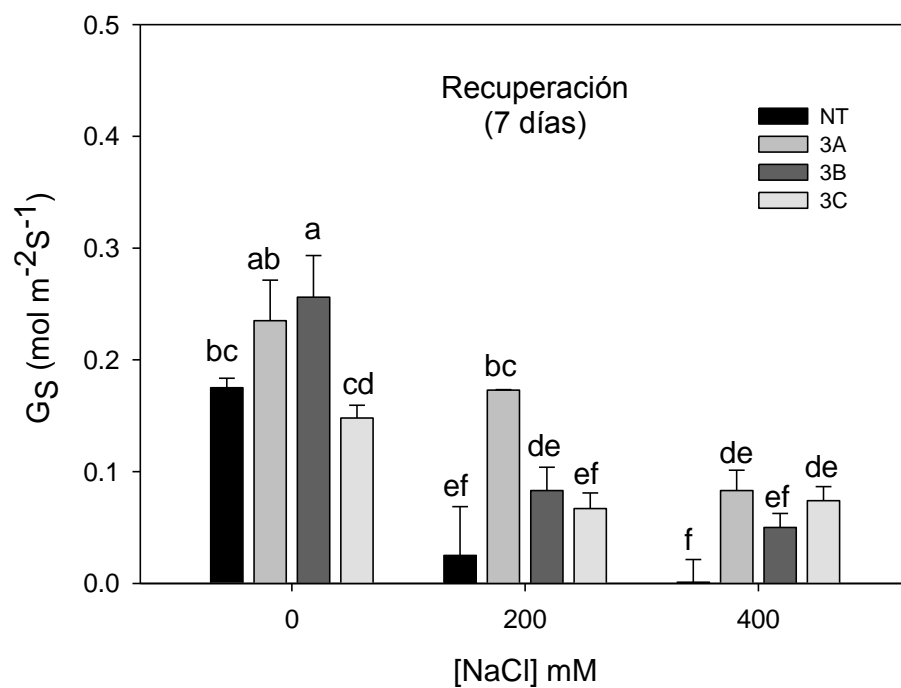 0.5
Recuperación
(7 días)
NT
3A
3B
3C
0.4
0.3
0.2
0.1
0.0
GS (mol m-2S-1)
a
ab
bc
cd
bc
ef
de
ef
de
de
ef
f
0
200
400
[NaCl] mM